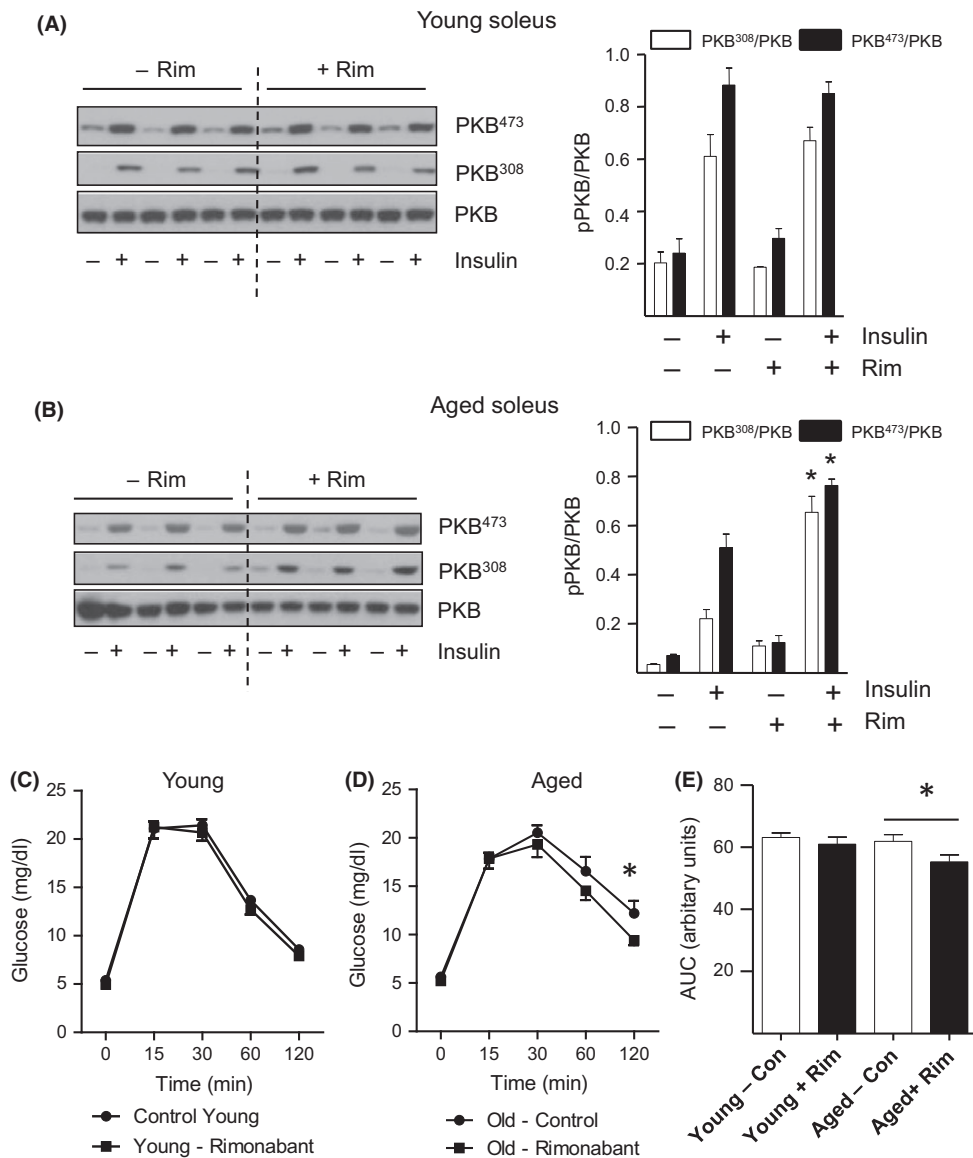 (A) Young soleus
– Rim + Rim
PKB473
PKB308
PKB
– + – + – + – + – + – + Insulin
PKB308/PKB PKB473/PKB
pPKB/PKB
1.0
0.8
0.6
0.4
0.2
– + – + Insulin
– – + + Rim
(B) Aged soleus
– Rim + Rim
PKB473
PKB308
PKB
– + – + – + – + – + – + Insulin
PKB308/PKB PKB473/PKB
pPKB/PKB
1.0
0.8
0.6
0.4
0.2
* *
– + – + Insulin
– – + + Rim
(C) Young
Glucose (mg/dl)
25
20
15
10
5
0
0 15 30 60 120
Time (min)
Control Young
Young - Rimonabant
(D) Aged
Glucose (mg/dl)
25
20
15
10
5
0
*
0 15 30 60 120
Time (min)
Old - Control
Old - Rimonabant
(E)
AUC (arbitary units)
80
60
40
20
*
Young – Con
Young + Rim
Aged – Con
Aged+ Rim